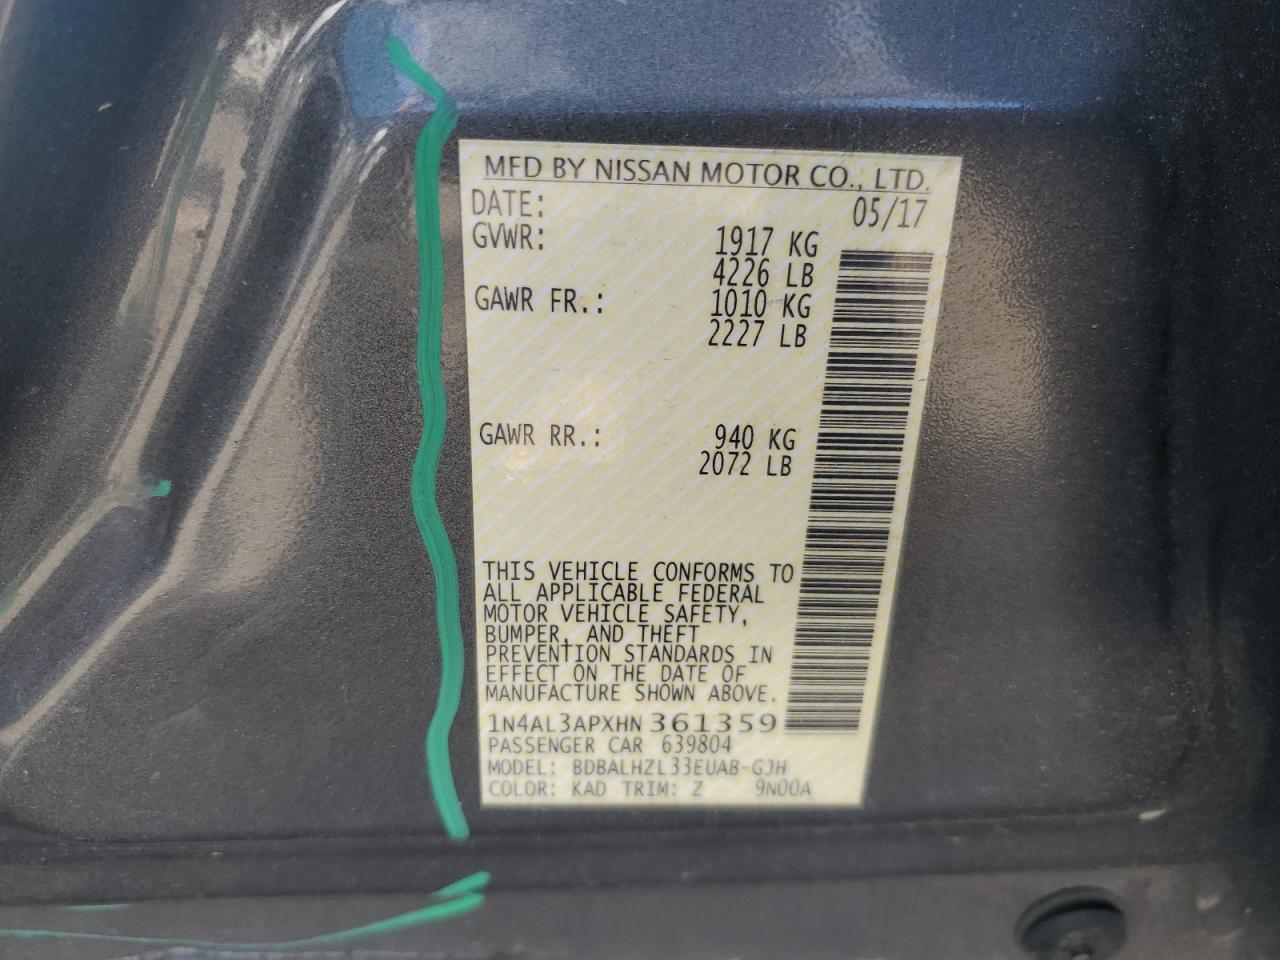 MFD BY NISSAN MOTOR CO., LTD.
DATE: 05/17
GVWR: 1917 KG
4226 LB
GAWR FR.: 1010 KG
2227 LB
GAWR RR.: 940 KG
2072 LB
THIS VEHICLE CONFORMS TO
ALL APPLICABLE FEDERAL
MOTOR VEHICLE SAFETY,
BUMPER, AND THEFT
PREVENTION STANDARDS IN
EFFECT ON THE DATE OF
MANUFACTURE SHOWN ABOVE.
1N4AL3APXHN 361359
PASSENGER CAR 639804
MODEL: BDBALHZL33EUAB-GJH
COLOR: KAD TRIM: Z 9N00A